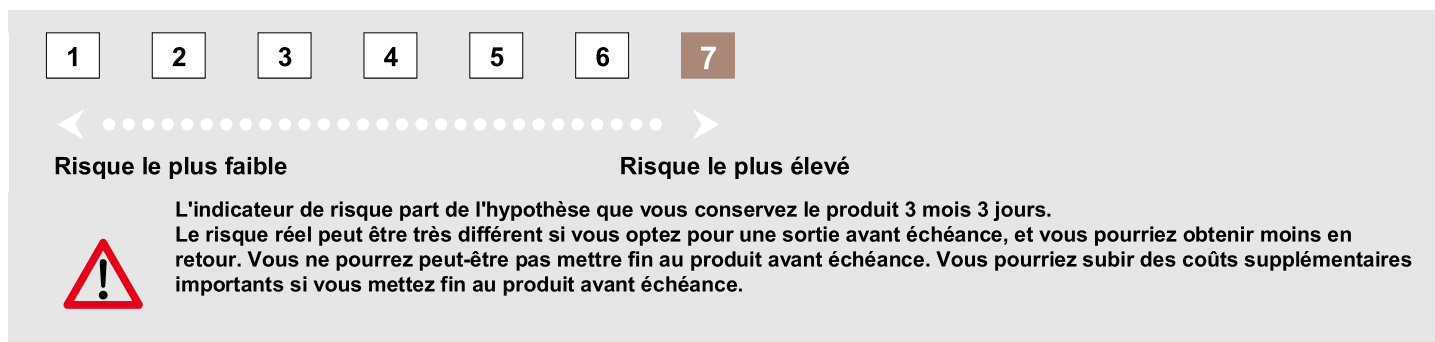 1 2 3 4 5 6 7
Risque le plus faible Risque le plus élevé
L'indicateur de risque part de l'hypothèse que vous conservez le produit 3 mois 3 jours.
Le risque réel peut être très différent si vous optez pour une sortie avant échéance, et vous pourriez obtenir moins en
retour. Vous ne pourrez peut-être pas mettre fin au produit avant échéance. Vous pourriez subir des coûts supplémentaires
importants si vous mettez fin au produit avant échéance.